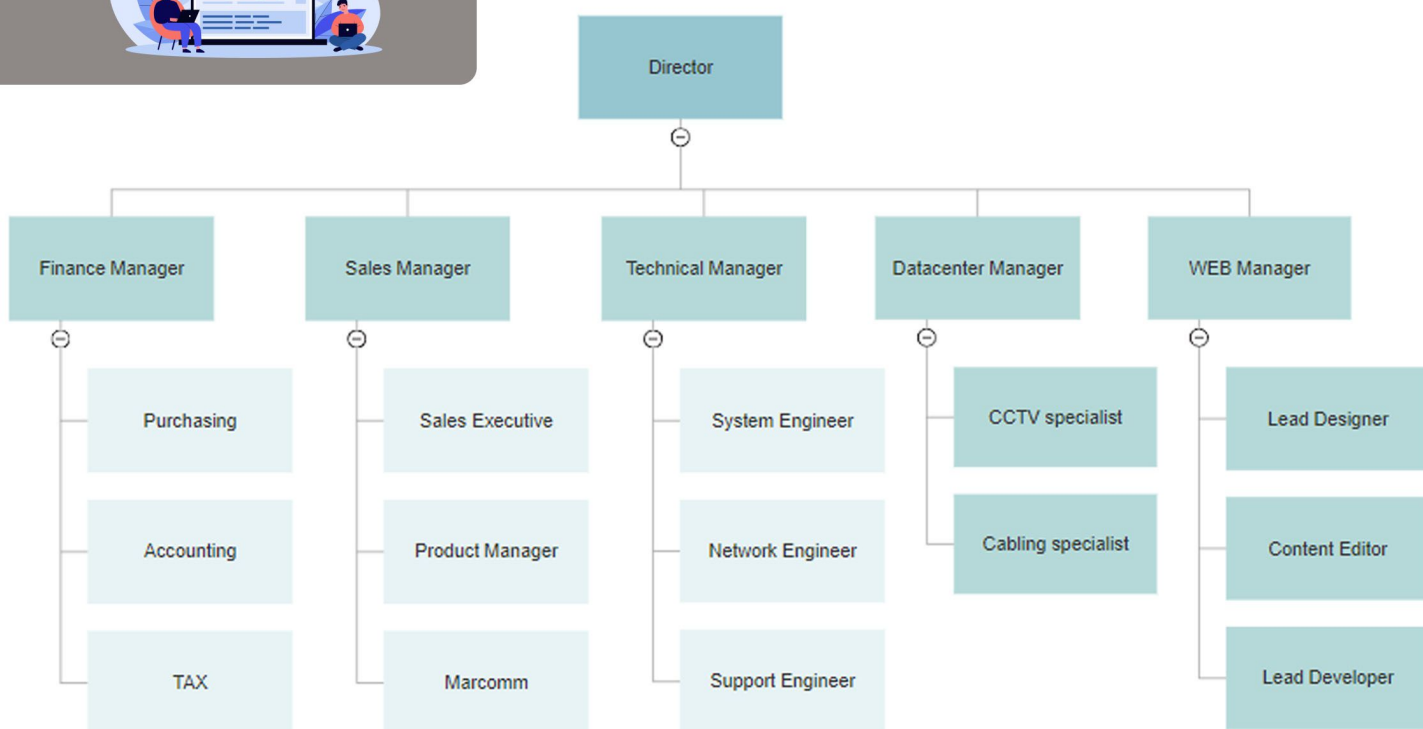 Director
Finance Manager
Sales Manager
Technical Manager
Datacenter Manager
WEB Manager
Purchasing
Sales Executive
System Engineer
CCTV specialist
Lead Designer
Accounting
Product Manager
Network Engineer
Cabling specialist
Content Editor
TAX
Marcomm
Support Engineer
Lead Developer